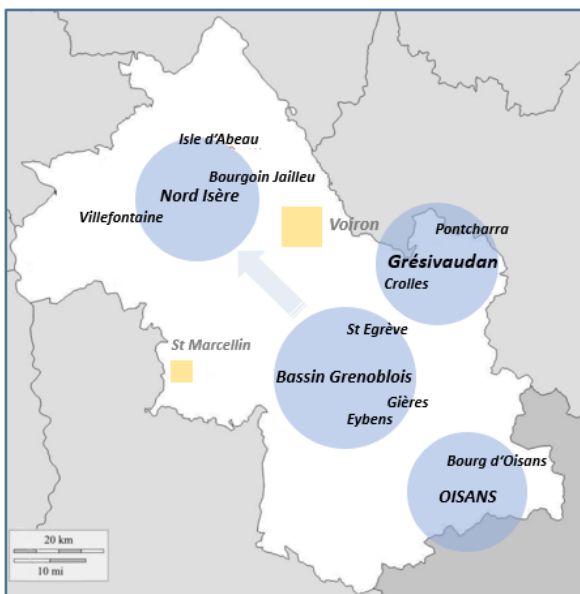 Isle d'Abeau
Bourgoin Jailleu
Nord Isère
Villefontaine
Voiron
Pontcharra
Grésivaudan
Crolles
St Egrève
St Marcellin
Bassin Grenoblois
Gières
Eybens
Bourg d'Oisans
OISANS
20 km
10 mi